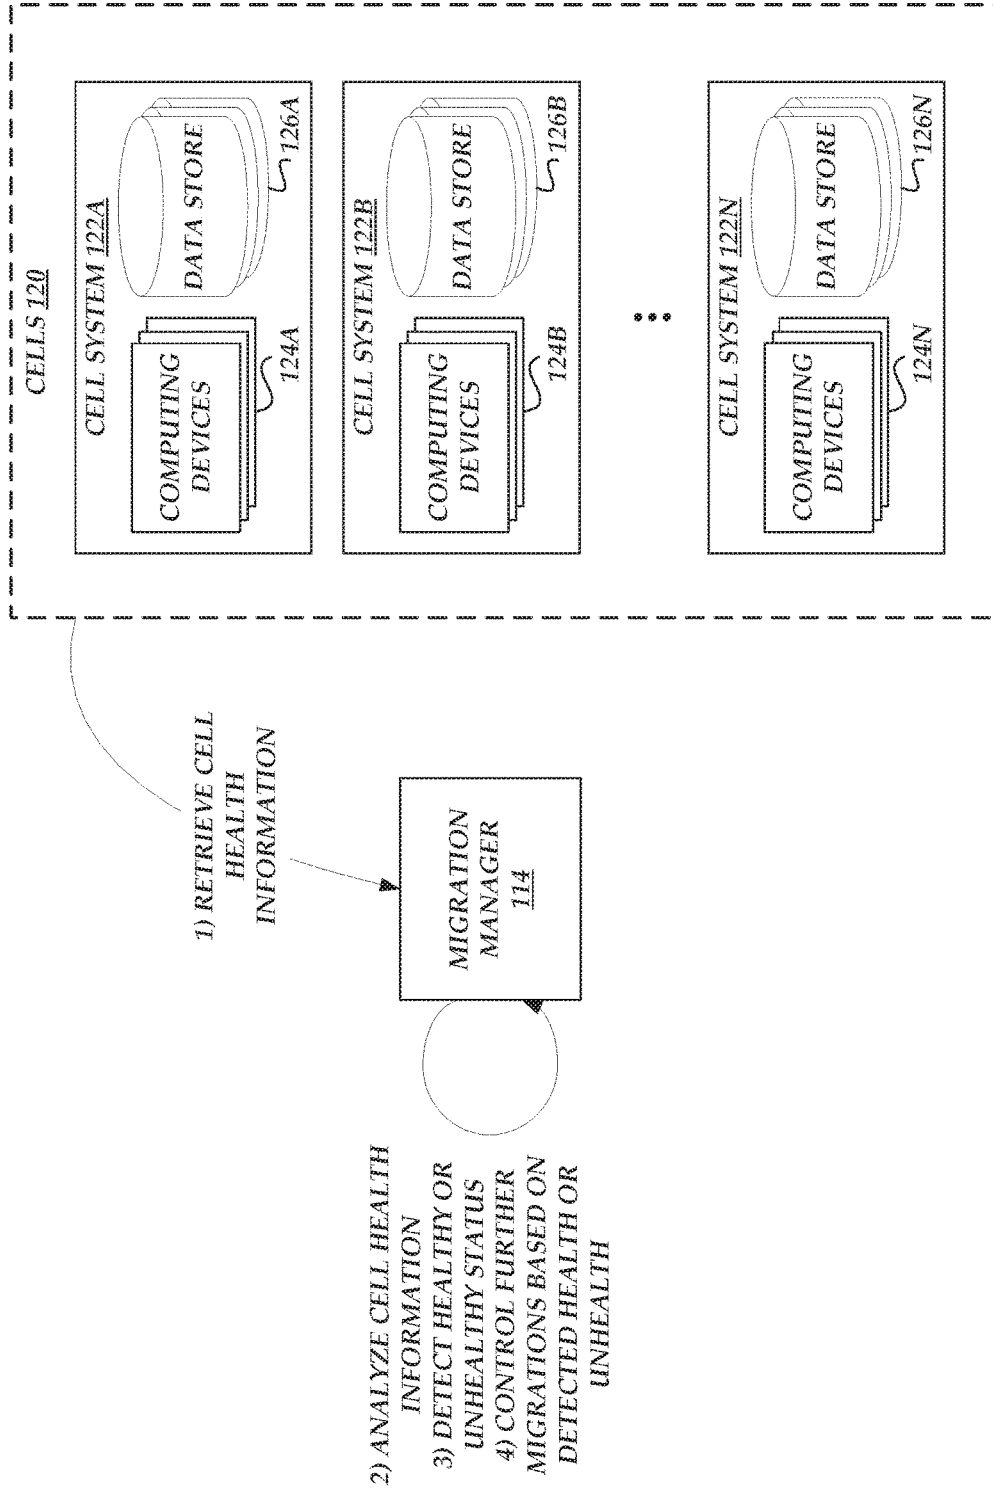 CELLS 120
CELL SYSTEM 122A
COMPUTING
DEVICES
124A
DATA STORE
126A
CELL SYSTEM 122B
COMPUTING
DEVICES
124B
DATA STORE
126B
...
CELL SYSTEM 122N
COMPUTING
DEVICES
124N
DATA STORE
126N
1) RETRIEVE CELL
HEALTH
INFORMATION
MIGRATION
MANAGER
114
2) ANALYZE CELL HEALTH
INFORMATION
3) DETECT HEALTHY OR
UNHEALTHY STATUS
4) CONTROL FURTHER
MIGRATIONS BASED ON
DETECTED HEALTH OR
UNHEALTH